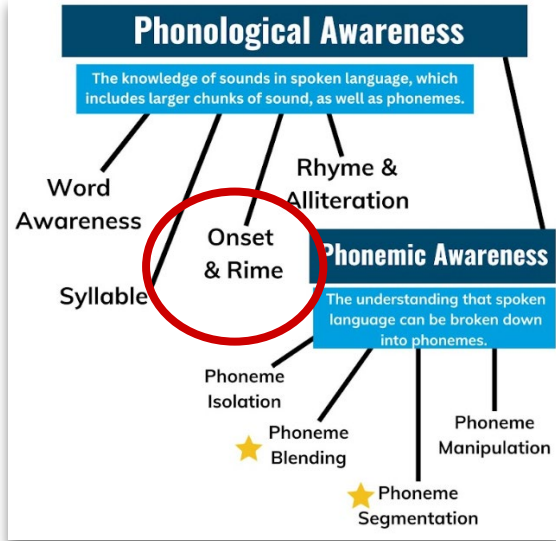 Phonological Awareness
The knowledge of sounds in spoken language, which
includes larger chunks of sound, as well as phonemes.
Word
Awareness
Syllable
Onset
& Rime
Rhyme &
Alliteration
Phonemic Awareness
The understanding that spoken
language can be broken down
into phonemes.
Phoneme
Isolation
Phoneme
Blending
Phoneme
Segmentation
Phoneme
Manipulation